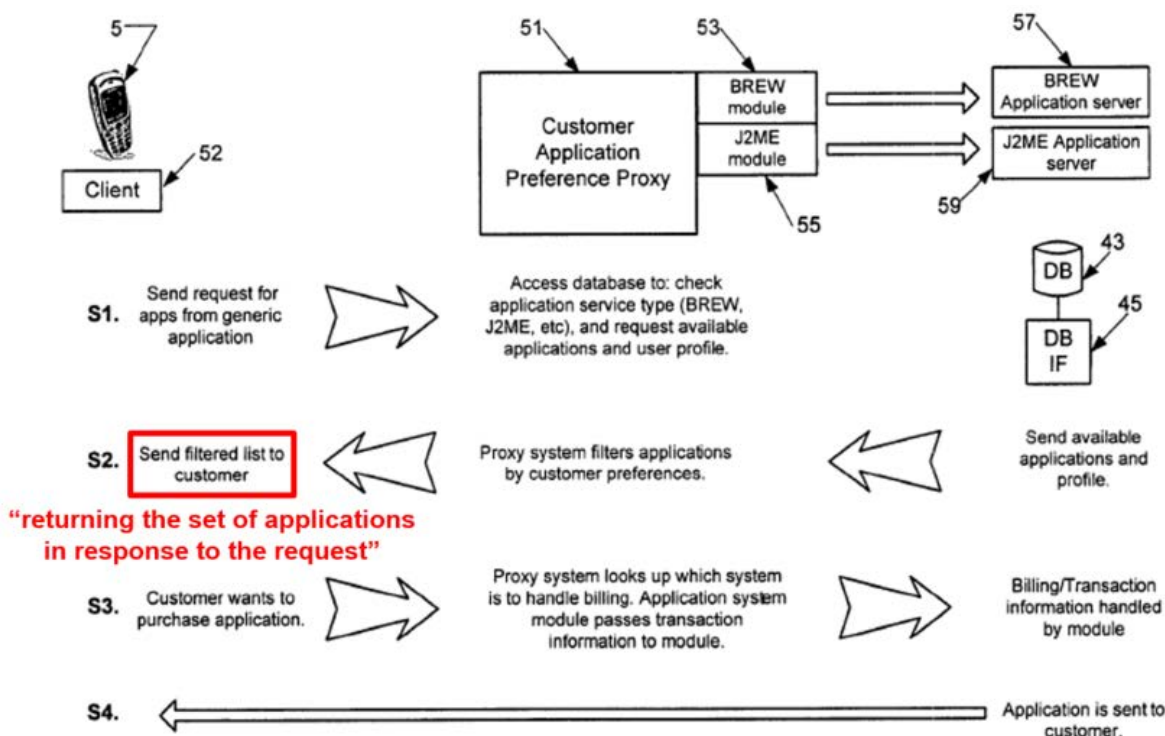 5
51
53
57
BREW
module
BREW
Application server
Customer
Application
Preference Proxy
J2ME
module
J2ME Application
server
52
Client
55
59
43
DB
45
DB
IF
S1.
Send request for
apps from generic
application
Access database to: check
application service type (BREW,
J2ME, etc), and request available
applications and user profile.
S2.
Send filtered list to
customer
Proxy system filters applications
by customer preferences.
Send available
applications and
profile.
“returning the set of applications
in response to the request”
S3.
Customer wants to
purchase application.
Proxy system looks up which system
is to handle billing. Application system
module passes transaction
information to module.
Billing/Transaction
information handled
by module
S4.
Application is sent to
customer.